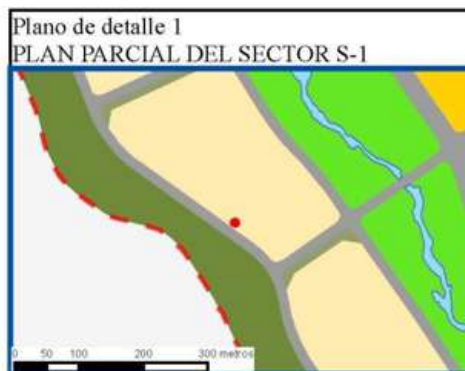 Plano de detalle 1
PLAN PARCIAL DEL SECTOR S-1
0 50 100 200 300 metros